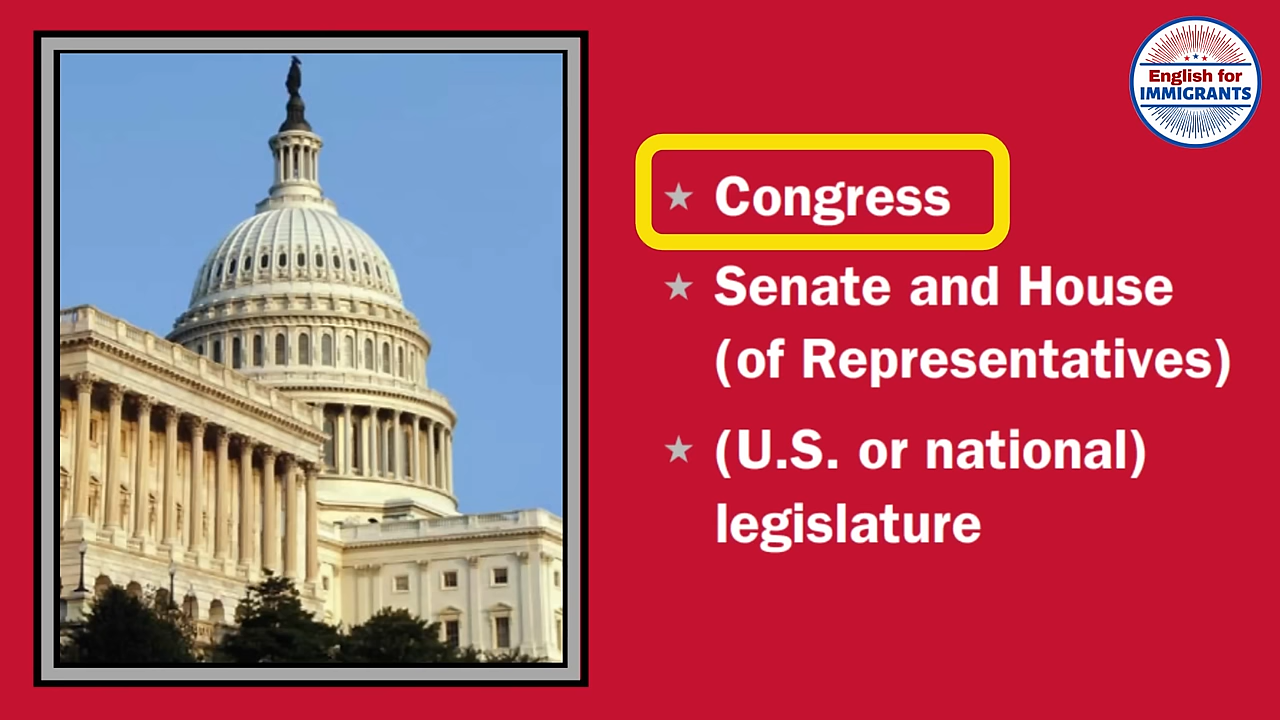 English for
IMMIGRANTS
Congress
Senate and House
(of Representatives)
(U.S. or national)
legislature